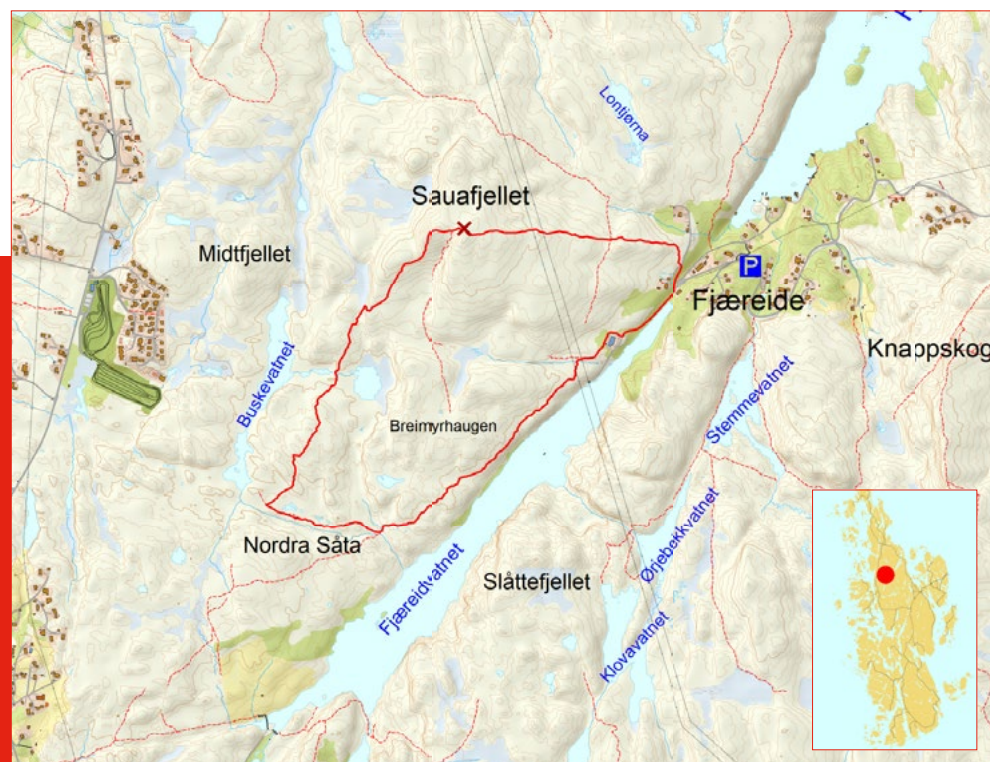 Lontjørna
Sauafjellet
Midtfjellet
P
Fjæreide
Knappskog
Buskevatnet
Stemmevatnet
Breimyrhaugen
Nordra Såta
Ørjebekkvatnet
Fjæreidvatnet
Slåttefjellet
Klovavatnet